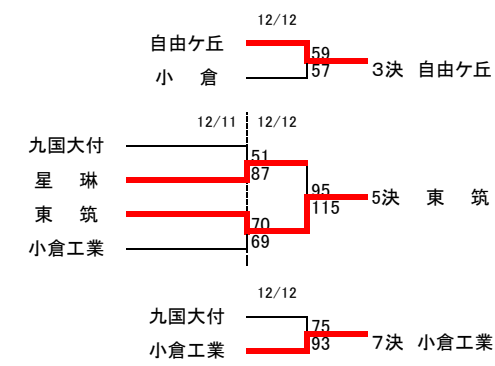 12/12
自由ケ丘
59
小 倉
57
3決 自由ケ丘
12/11 12/12
九国大付
51
星 琳
87
95
東 筑
115
5決 東 筑
70
小倉工業
69
12/12
九国大付
75
小倉工業
93
7決 小倉工業